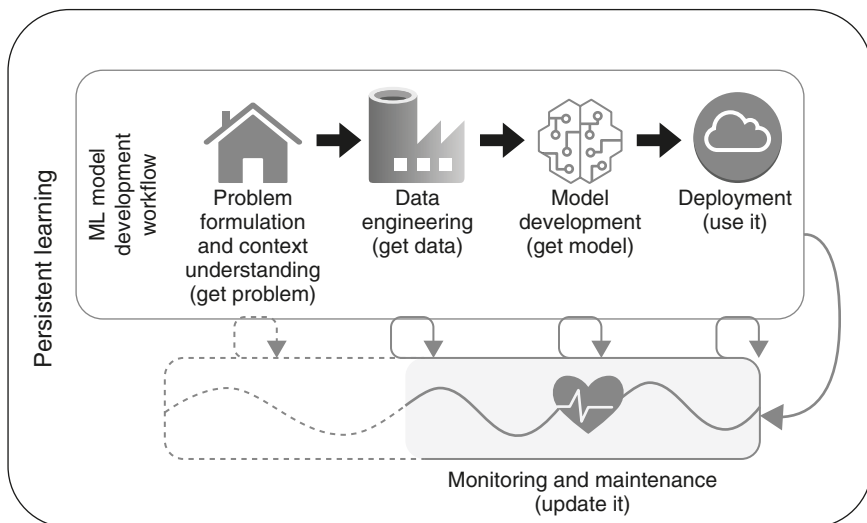 Persistent learning
ML model
development
workflow
Problem
formulation
and context
understanding
(get problem)
Data
engineering
(get data)
Model
development
(get model)
Deployment
(use it)
Monitoring and maintenance
(update it)